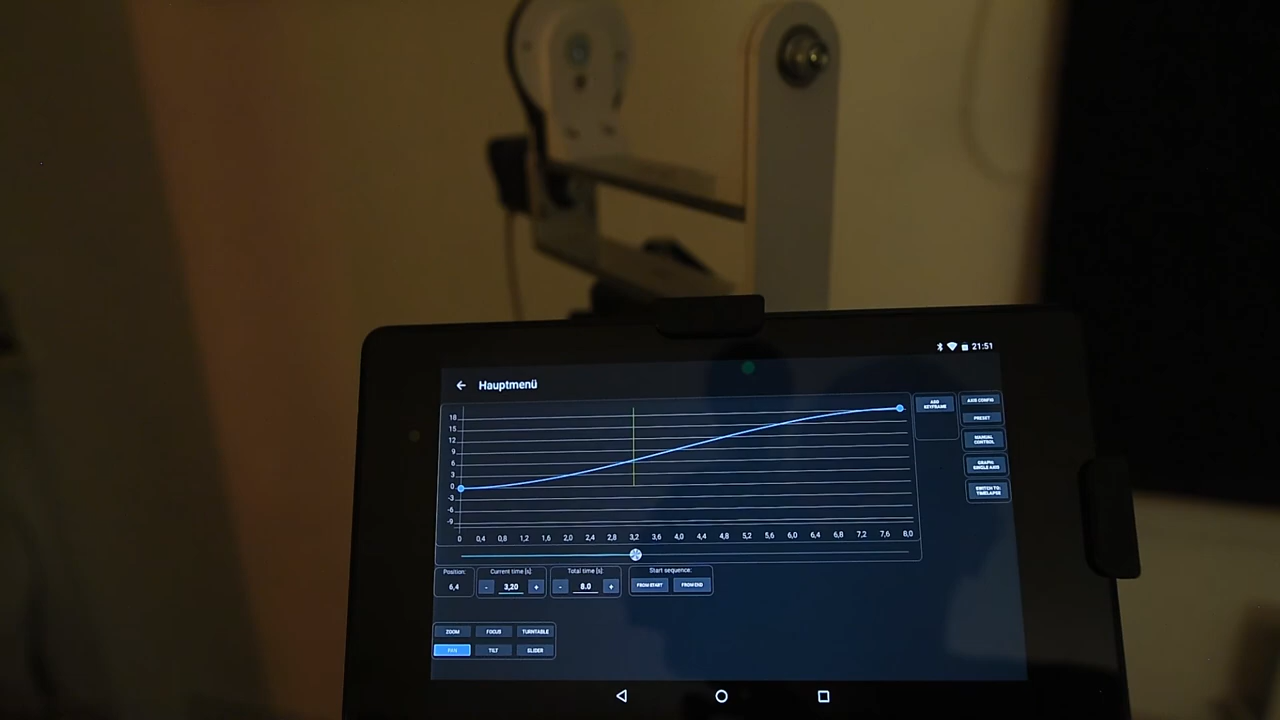 21:51
Hauptmenü
18
15
12
9
6
3
0
-3
-6
-9
0 0,4 0,8 1,2 1,6 2,0 2,4 2,8 3,2 3,6 4,0 4,4 4,8 5,2 5,6 6,0 6,4 6,8 7,2 7,6 8,0
ADD
KEYFRAME
AXIS CONFIG
PRESET
MANUAL
CONTROL
GRAPH:
SINGLE AXIS
SWITCH TO:
TIMELAPSE
Position: Current time [s]: Total time [s]: Start sequence:
6,4 - 3,20 + - 8.0 + FROM START FROM END
ZOOM FOCUS TURNTABLE
PAN TILT SLIDER